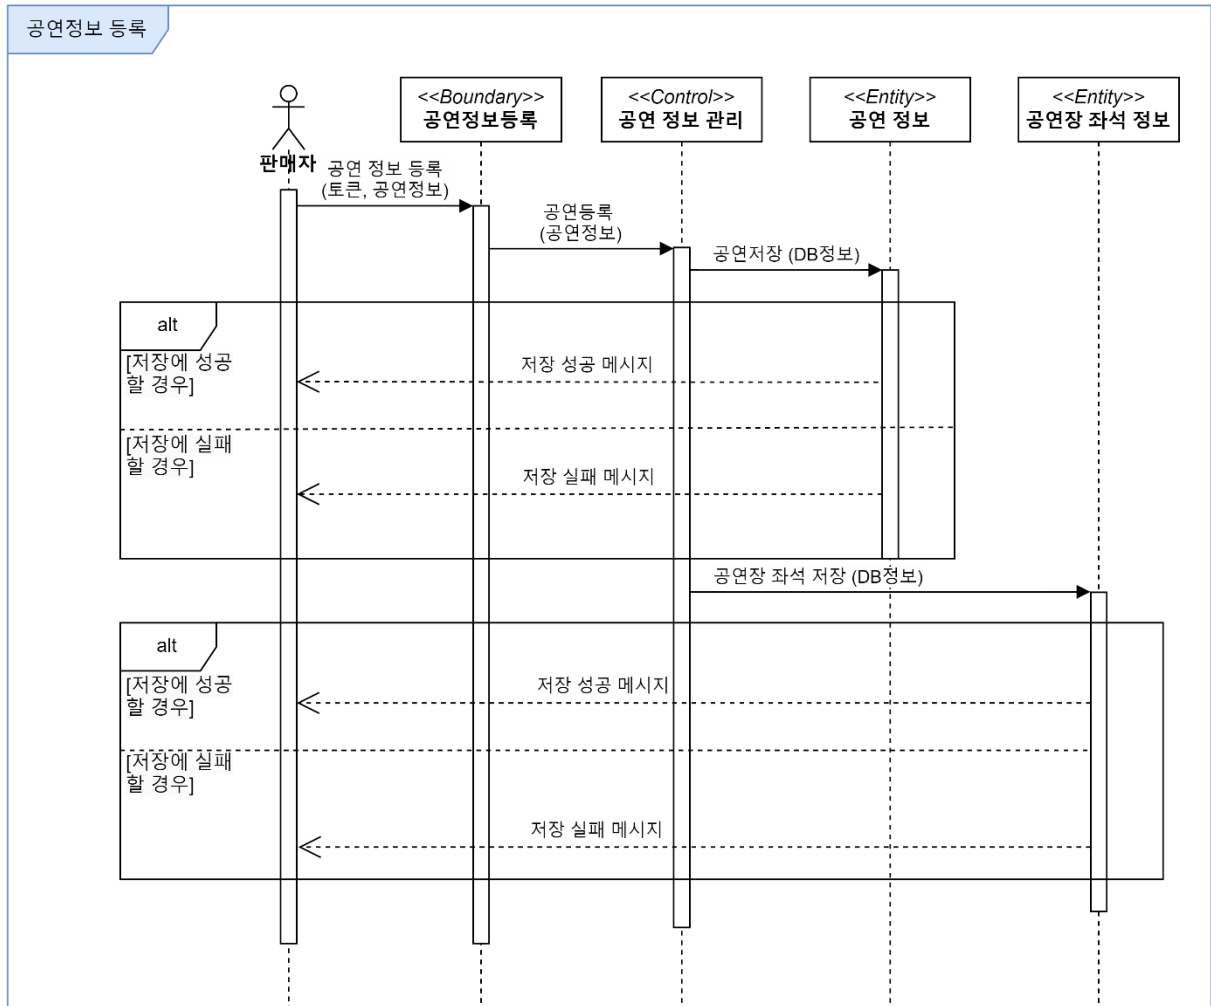 공연정보 등록
<<Boundary>>
공연정보등록
<<Control>>
공연 정보 관리
<<Entity>>
공연 정보
<<Entity>>
공연장 좌석 정보
판매자
공연 정보 등록
(토큰, 공연정보)
공연등록
(공연정보)
공연저장 (DB정보)
alt
[저장에 성공
할 경우]
저장 성공 메시지
[저장에 실패
할 경우]
저장 실패 메시지
공연장 좌석 저장 (DB정보)
alt
[저장에 성공
할 경우]
저장 성공 메시지
[저장에 실패
할 경우]
저장 실패 메시지